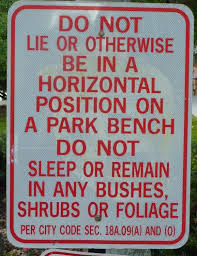 DO NOT
LIE OR OTHERWISE
BE IN A
HORIZONTAL
POSITION ON
A PARK BENCH
DO NOT
SLEEP OR REMAIN
IN ANY BUSHES,
SHRUBS OR FOLIAGE
PER CITY CODE SEC. 18A.09(A) AND (O)